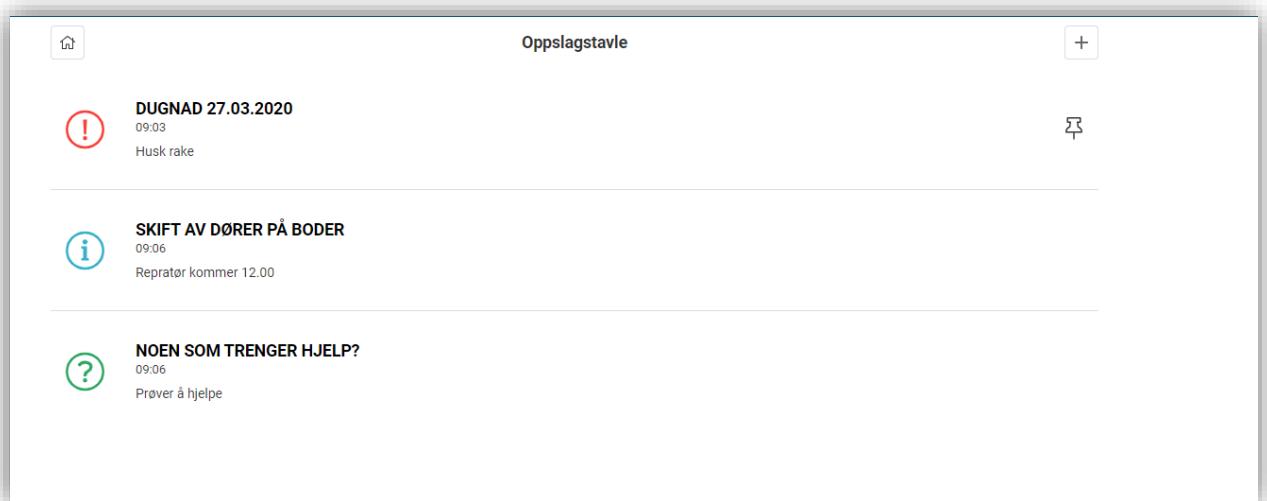 Oppslagstavle
DUGNAD 27.03.2020
09:03
Husk rake
SKIFT AV DØRER PÅ BODER
09:06
Repratør kommer 12.00
NOEN SOM TRENGER HJELP?
09:06
Prøver å hjelpe